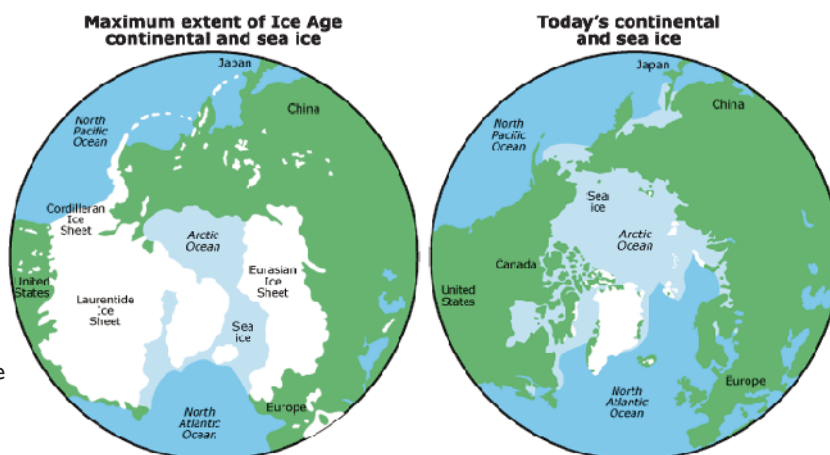 Maximum extent of Ice Age
continental and sea ice
Japan
China
North
Pacific
Ocean
Cordilleran
Ice
Sheet
Arctic
Ocean
United
States
Laurentide
Ice
Sheet
Eurasian
Ice
Sheet
Sea
ice
Europe
North
Atlantic
Ocean
e
Today's continental
and sea ice
Japan
China
North
Pacific
Ocean
Sea
ice
Arctic
Ocean
Canada
United
States
Europe
North
Atlantic
Ocean